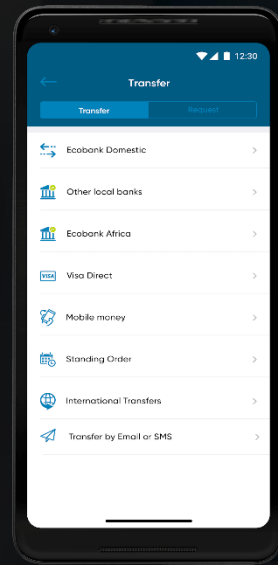 12:30
Transfer
Transfer
Request
Ecobank Domestic
Other local banks
Ecobank Africa
VISA Visa Direct
Mobile money
Standing Order
International Transfers
Transfer by Email or SMS